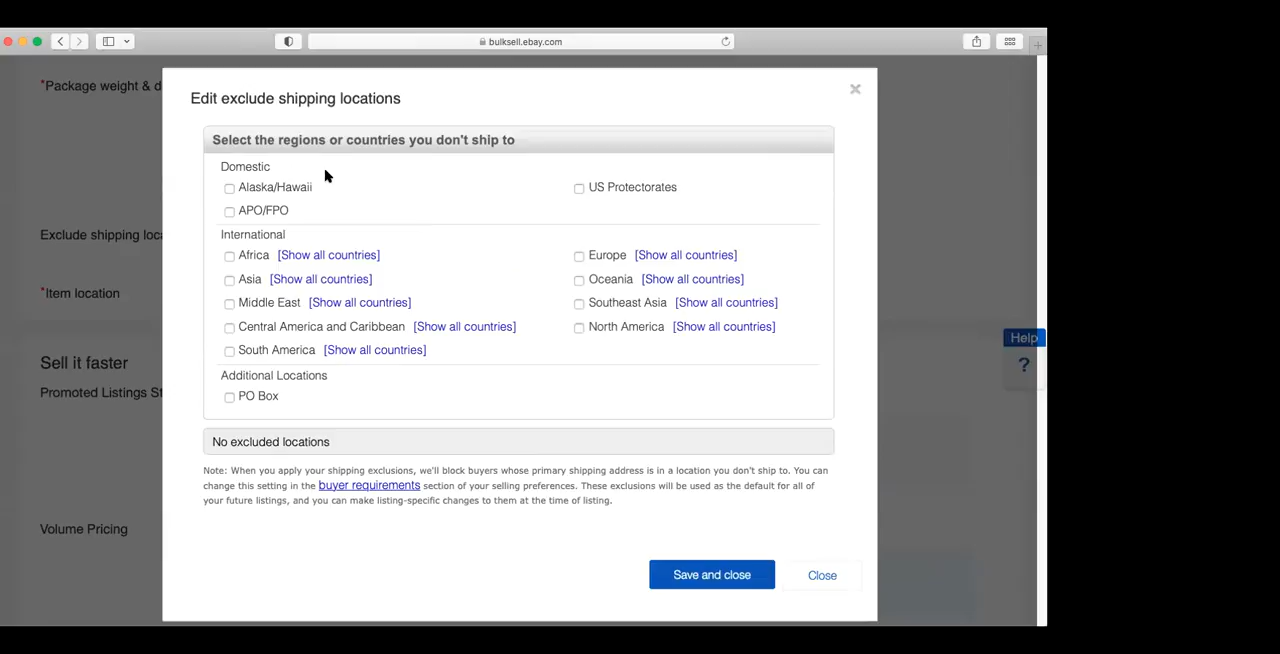 bulksell.ebay.com
*Package weight & d
Edit exclude shipping locations
Select the regions or countries you don't ship to
Domestic
Alaska/Hawaii
US Protectorates
APO/FPO
Exclude shipping loca
International
Africa [Show all countries]
Europe [Show all countries]
Asia [Show all countries]
Oceania [Show all countries]
*Item location
Middle East [Show all countries]
Southeast Asia [Show all countries]
Central America and Caribbean [Show all countries]
North America [Show all countries]
Help
?
South America [Show all countries]
Sell it faster
Additional Locations
Promoted Listings St
PO Box
No excluded locations
Note: When you apply your shipping exclusions, we'll block buyers whose primary shipping address is in a location you don't ship to. You can
change this setting in the buyer requirements section of your selling preferences. These exclusions will be used as the default for all of
your future listings, and you can make listing-specific changes to them at the time of listing.
Volume Pricing
Save and close
Close